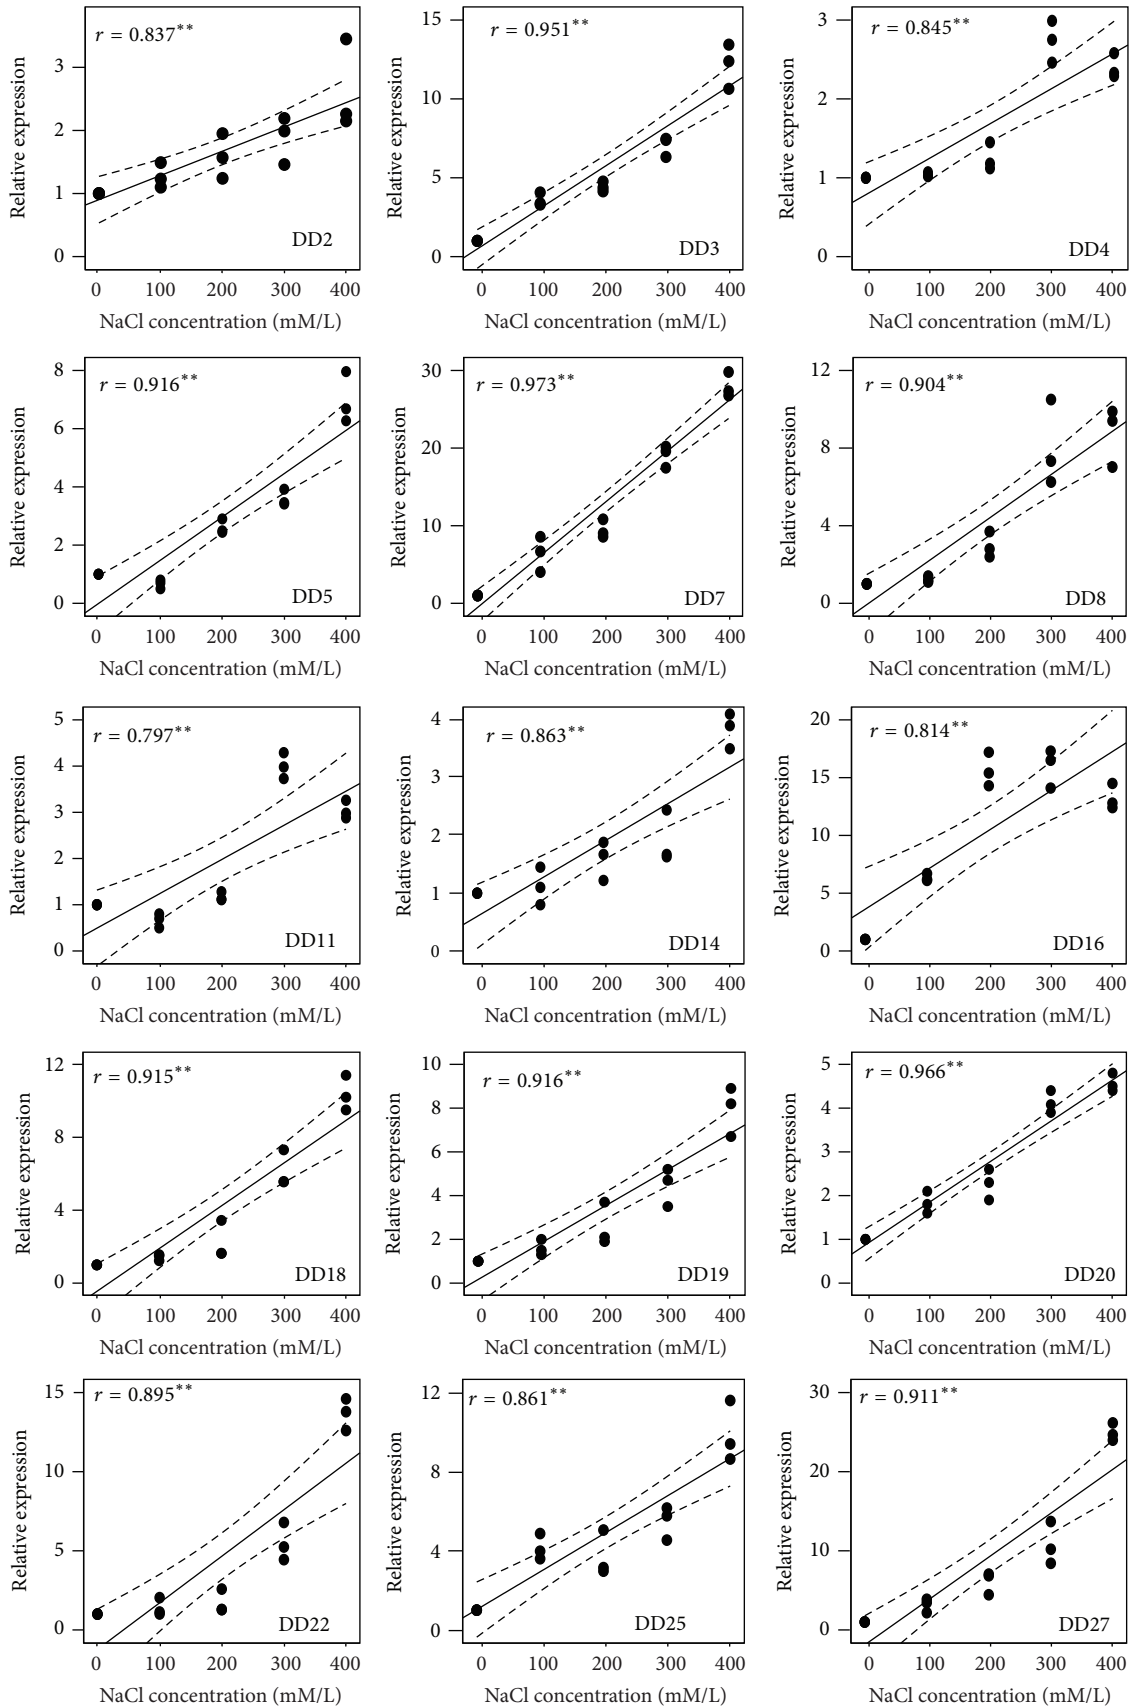 r = 0.837**
3
2
1
0
Relative expression
DD2
0 100 200 300 400
NaCl concentration (mM/L)
r = 0.951**
15
10
5
0
Relative expression
DD3
0 100 200 300 400
NaCl concentration (mM/L)
r = 0.845**
3
2
1
0
Relative expression
DD4
0 100 200 300 400
NaCl concentration (mM/L)
r = 0.916**
8
6
4
2
0
Relative expression
DD5
0 100 200 300 400
NaCl concentration (mM/L)
r = 0.973**
30
20
10
0
Relative expression
DD7
0 100 200 300 400
NaCl concentration (mM/L)
r = 0.904**
12
8
4
0
Relative expression
DD8
0 100 200 300 400
NaCl concentration (mM/L)
r = 0.797**
5
4
3
2
1
0
Relative expression
DD11
0 100 200 300 400
NaCl concentration (mM/L)
r = 0.863**
4
3
2
1
0
Relative expression
DD14
0 100 200 300 400
NaCl concentration (mM/L)
r = 0.814**
20
15
10
5
0
Relative expression
DD16
0 100 200 300 400
NaCl concentration (mM/L)
r = 0.915**
12
8
4
0
Relative expression
DD18
0 100 200 300 400
NaCl concentration (mM/L)
r = 0.916**
10
8
6
4
2
0
Relative expression
DD19
0 100 200 300 400
NaCl concentration (mM/L)
r = 0.966**
5
4
3
2
1
0
Relative expression
DD20
0 100 200 300 400
NaCl concentration (mM/L)
r = 0.895**
15
10
5
0
Relative expression
DD22
0 100 200 300 400
NaCl concentration (mM/L)
r = 0.861**
12
8
4
0
Relative expression
DD25
0 100 200 300 400
NaCl concentration (mM/L)
r = 0.911**
30
20
10
0
Relative expression
DD27
0 100 200 300 400
NaCl concentration (mM/L)